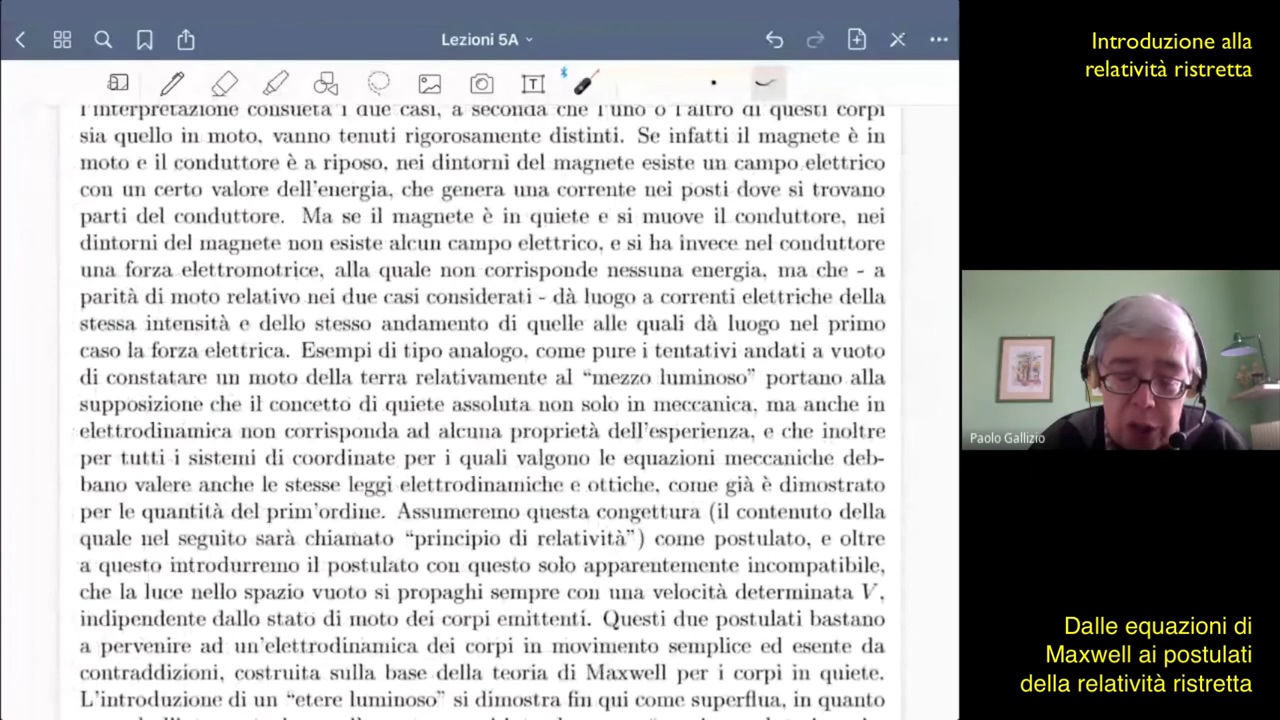 Lezioni 5A
l'interpretazione consueta i due casi, a seconda che l'uno o l'altro di questi corpi
sia quello in moto, vanno tenuti rigorosamente distinti. Se infatti il magnete è in
moto e il conduttore è a riposo, nei dintorni del magnete esiste un campo elettrico
con un certo valore dell'energia, che genera una corrente nei posti dove si trovano
parti del conduttore. Ma se il magnete è in quiete e si muove il conduttore, nei
dintorni del magnete non esiste alcun campo elettrico, e si ha invece nel conduttore
una forza elettromotrice, alla quale non corrisponde nessuna energia, ma che - a
parità di moto relativo nei due casi considerati - dà luogo a correnti elettriche della
stessa intensità e dello stesso andamento di quelle alle quali dà luogo nel primo
caso la forza elettrica. Esempi di tipo analogo, come pure i tentativi andati a vuoto
di constatare un moto della terra relativamente al “mezzo luminoso” portano alla
supposizione che il concetto di quiete assoluta non solo in meccanica, ma anche in
elettrodinamica non corrisponda ad alcuna proprietà dell'esperienza, e che inoltre
per tutti i sistemi di coordinate per i quali valgono le equazioni meccaniche deb-
bano valere anche le stesse leggi elettrodinamiche e ottiche, come già è dimostrato
per le quantità del prim'ordine. Assumeremo questa congettura (il contenuto della
quale nel seguito sarà chiamato “principio di relatività”) come postulato, e oltre
a questo introdurremo il postulato con questo solo apparentemente incompatibile,
che la luce nello spazio vuoto si propaghi sempre con una velocità determinata V,
indipendente dallo stato di moto dei corpi emittenti. Questi due postulati bastano
a pervenire ad un'elettrodinamica dei corpi in movimento semplice ed esente da
contraddizioni, costruita sulla base della teoria di Maxwell per i corpi in quiete.
L'introduzione di un “etere luminoso” si dimostra fin qui come superflua, in quanto
Introduzione alla
relatività ristretta
Paolo Gallizio
Dalle equazioni di
Maxwell ai postulati
della relatività ristretta